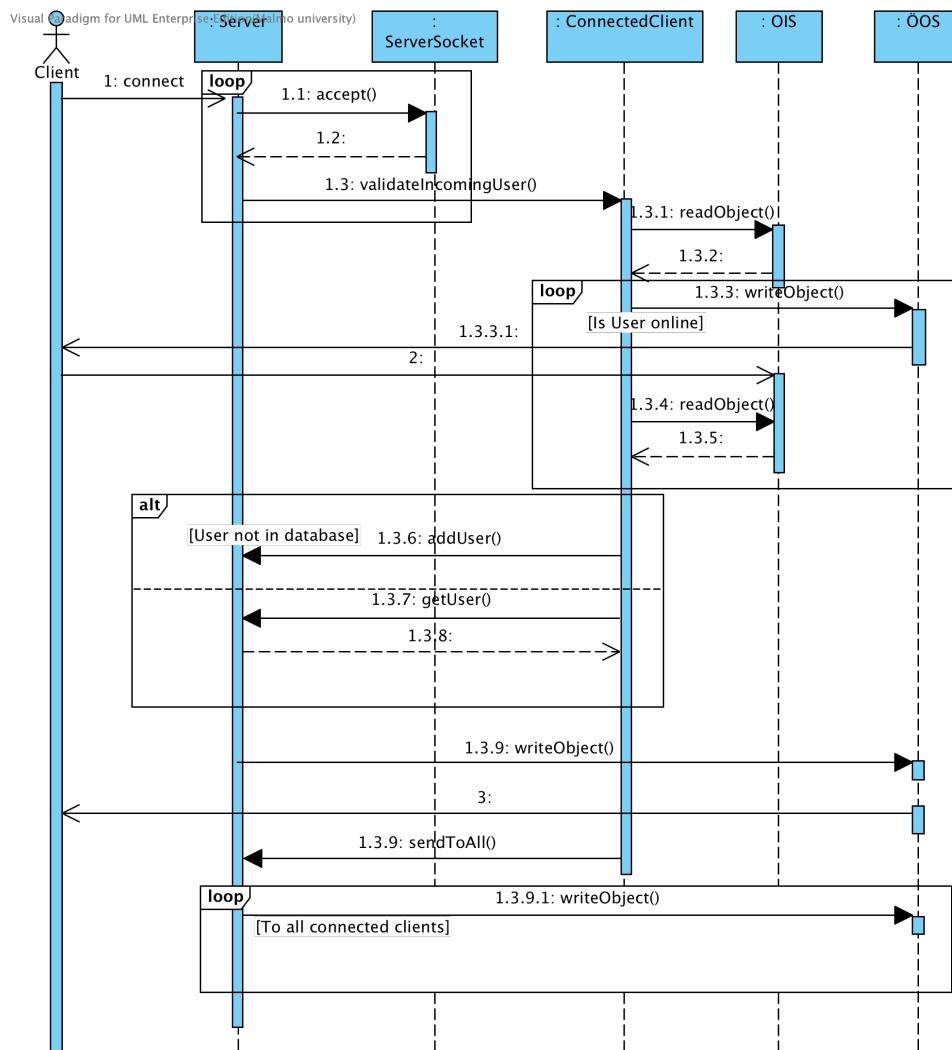 Visual Paradigm for UML Enterprise Edition(Malmo university)
: Server
:
ServerSocket
: ConnectedClient
: OIS
: ÖOS
Client
1: connect
loop
1.1: accept()
1.2:
1.3: validateIncomingUser()
1.3.1: readObject()
1.3.2:
loop
1.3.3: writeObject()
[Is User online]
1.3.3.1:
2:
1.3.4: readObject()
1.3.5:
alt
[User not in database]
1.3.6: addUser()
1.3.7: getUser()
1.3.8:
1.3.9: writeObject()
3:
1.3.9: sendToAll()
loop
1.3.9.1: writeObject()
[To all connected clients]